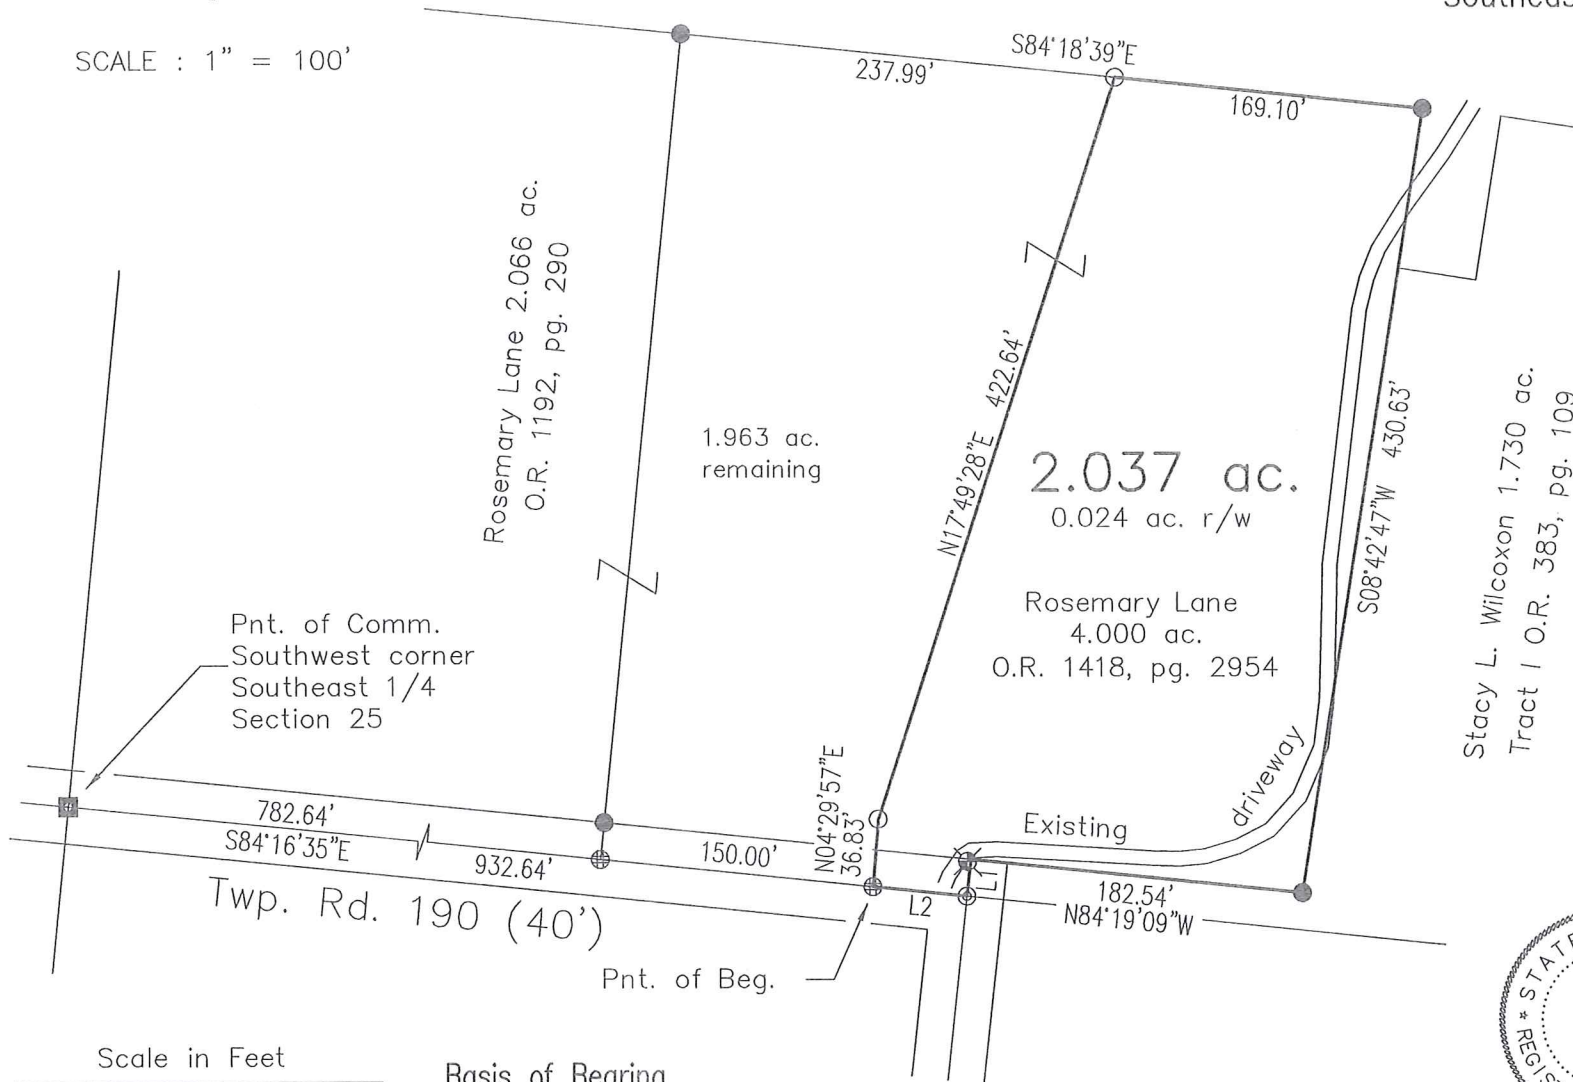 Southeas
SCALE : 1" = 100'
S84°18'39"E
237.99'
169.10'
Rosemary Lane 2.066 ac.
O.R. 1192, pg. 290
1.963 ac.
remaining
N17°49'28"E 422.64'
2.037 ac.
0.024 ac. r/w
Rosemary Lane
4.000 ac.
O.R. 1418, pg. 2954
S08°42'47"W 430.63'
Stacy L. Wilcoxon 1.730 ac.
Tract I O.R. 383, pg. 109
Pnt. of Comm.
Southwest corner
Southeast 1/4
Section 25
782.64'
S84°16'35"E
932.64'
150.00'
N04°29'57"E
36.83'
Existing
driveway
L1
L2
182.54'
N84°19'09"W
Twp. Rd. 190 (40')
Pnt. of Beg.
Scale in Feet
Basis of Bearing
* STATE
REGIS